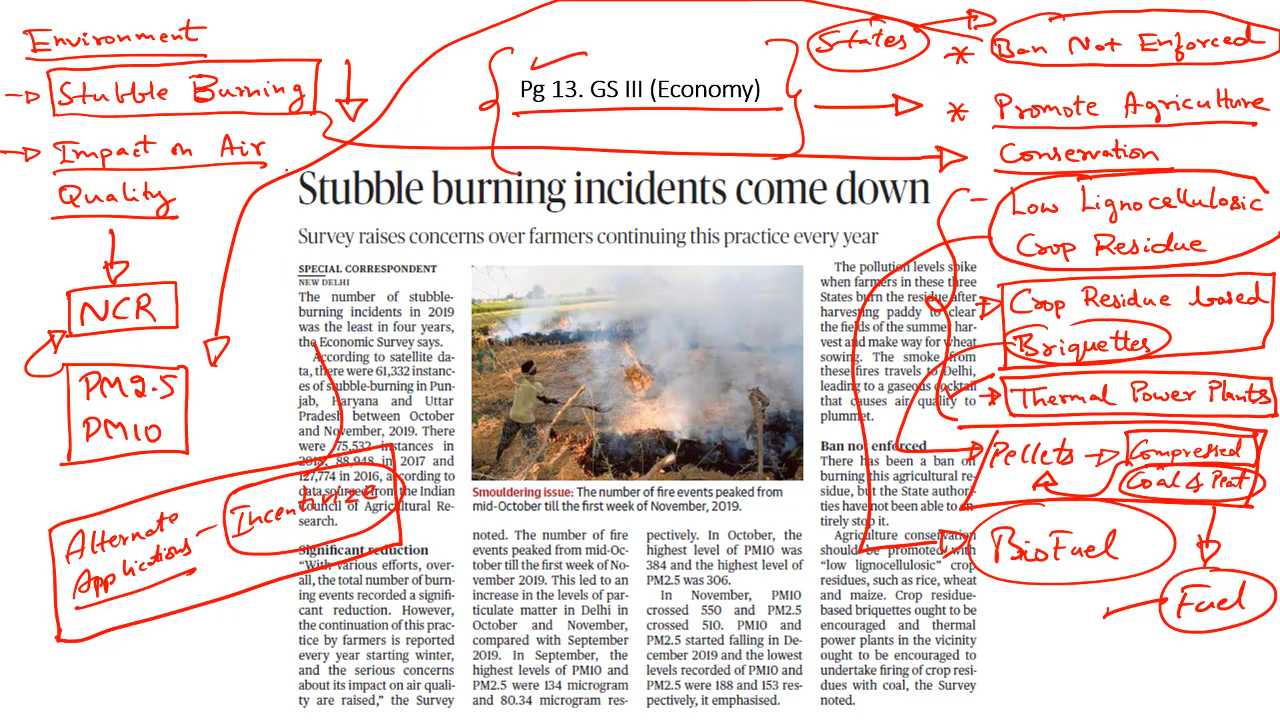 Environment
→ Stubble Burning
→ Impact on Air
Quality
NCR
PM2.5
PM10
Alternate
Applications
– Incentivize
Pg 13. GS III (Economy)
States
* Ban Not Enforced
* Promote Agriculture
Conservation
– Low Lignocellulosic
Crop Residue
Crop Residue based
Briquettes
Thermal Power Plants
Pellets → Compressed
Coal & Peat
BioFuel
Fuel
Stubble burning incidents come down
Survey raises concerns over farmers continuing this practice every year
SPECIAL CORRESPONDENT
NEW DELHI
The number of stubble-
burning incidents in 2019
was the least in four years,
the Economic Survey says.
According to satellite da-
ta, there were 61,332 instanc-
es of stubble-burning in Pun-
jab, Haryana and Uttar
Pradesh between October
and November, 2019. There
were 75,532 instances in
2018, 88,948 in 2017 and
127,774 in 2016, according to
data sourced from the Indian
Council of Agricultural Re-
search.
Significant reduction
“With various efforts, over-
all, the total number of burn-
ing events recorded a signifi-
cant reduction. However,
the continuation of this prac-
tice by farmers is reported
every year starting winter,
and the serious concerns
about its impact on air quali-
ty are raised,” the Survey
Smouldering issue: The number of fire events peaked from
mid-October till the first week of November, 2019.
noted. The number of fire
events peaked from mid-Oc-
tober till the first week of No-
vember 2019. This led to an
increase in the levels of par-
ticulate matter in Delhi in
October and November,
compared with September
2019. In September, the
highest levels of PM10 and
PM2.5 were 134 microgram
and 80.34 microgram res-
pectively. In October, the
highest level of PM10 was
384 and the highest level of
PM2.5 was 306.
In November, PM10
crossed 550 and PM2.5
crossed 510. PM10 and
PM2.5 started falling in De-
cember 2019 and the lowest
levels recorded of PM10 and
PM2.5 were 188 and 153 res-
pectively, it emphasised.
The pollution levels spike
when farmers in these three
States burn the residue after
harvesting paddy to clear
the fields of the summer har-
vest and make way for wheat
sowing. The smoke from
these fires travels to Delhi,
leading to a gaseous cocktail
that causes air quality to
plummet.
Ban not enforced
There has been a ban on
burning this agricultural re-
sidue, but the State authori-
ties have not been able to en-
tirely stop it.
Agriculture conservation
should be promoted with
“low lignocellulosic” crop
residues, such as rice, wheat
and maize. Crop residue-
based briquettes ought to be
encouraged and thermal
power plants in the vicinity
ought to be encouraged to
undertake firing of crop resi-
dues with coal, the Survey
noted.